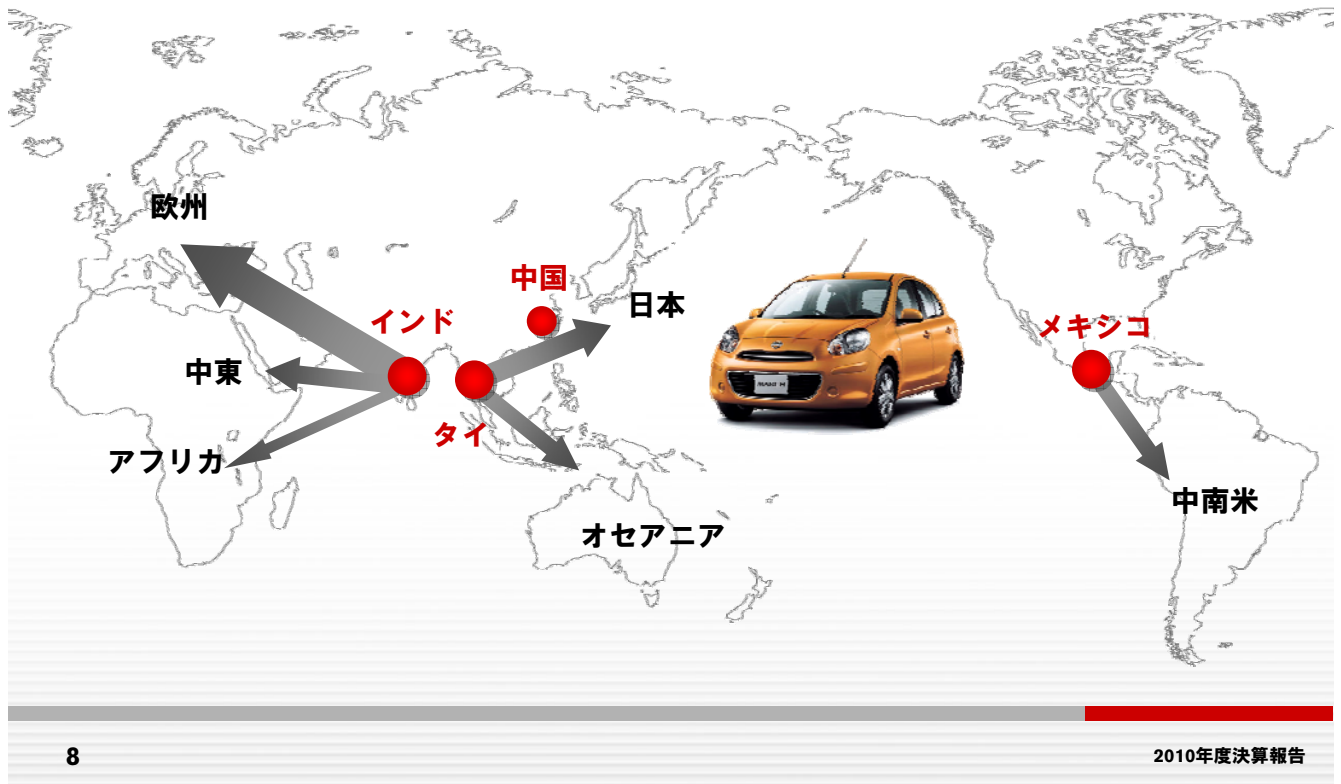 欧州
中国
日本
インド
メキシコ
中東
タイ
アフリカ
中南米
オセアニア
8
2010年度決算報告